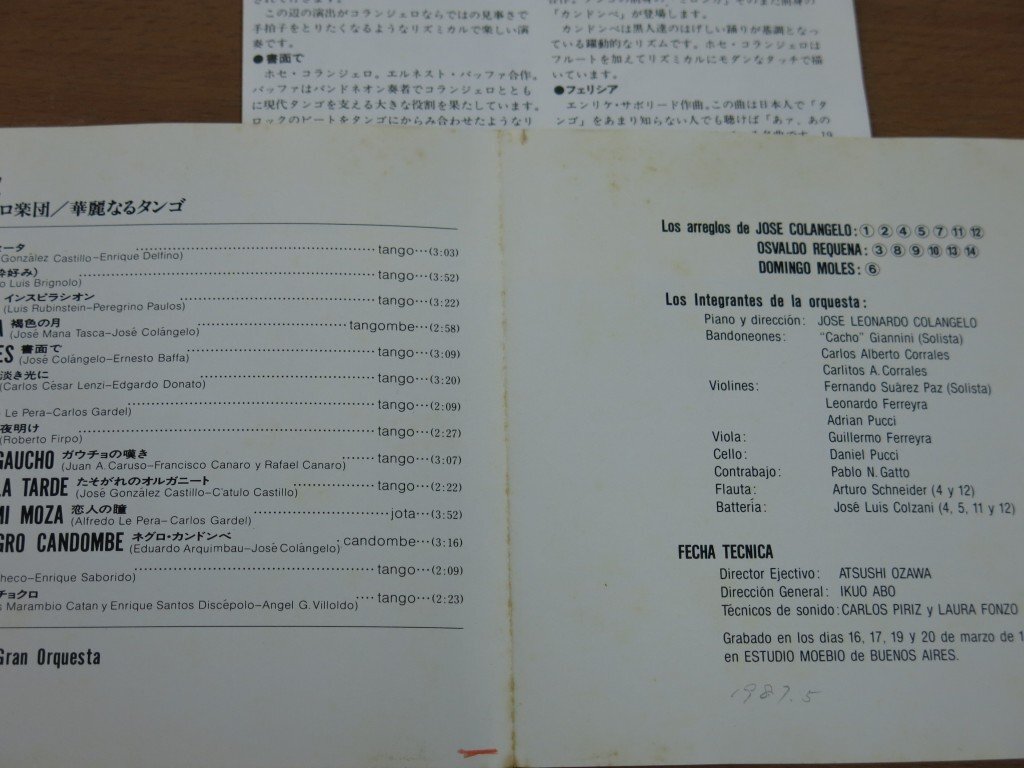 この辺の演出がコランジェロならではの見事さで
手拍子をとりたくなるようなリズミカルで楽しい演
奏です。
●書面で
ホセ・コランジェロ。エルネスト・バッファ合作。
バッファはバンドネオン奏者でコランジェロととも
に現代タンゴを支える大きな役割を果たしています。
ロックのビートをタンゴにからみ合わせたようなリ
「カンドンベ」が登場します。
カンドンベは黒人達のはげしい踊りが基調となっ
ている躍動的なリズムです。ホセ・コランジェロは
フルートを加えてリズミカルにモダンなタッチで描
いています。
●フェリシア
エンリケ・サボリード作曲。この曲は日本人で「タ
ンゴ」をあまり知らない人でも聴けば「あァ、あの
ロ楽団/華麗なるタンゴ
ータ
González Castillo–Enrique Delfino) tango…(3:03)
酔好み)
o Luis Brignolo) tango…(3:52)
インスピラシオン
(Luis Rubinstein–Peregrino Paulos) tango…(3:22)
A 褐色の月
(José Mana Tasca–José Colángelo) tangombe…(2:58)
ES 書面で
(José Colángelo–Ernesto Baffa) tango…(3:09)
淡き光に
(Carlos César Lenzi–Edgardo Donato) tango…(3:20)
Le Pera–Carlos Gardel) tango…(2:09)
夜明け
(Roberto Firpo) tango…(2:27)
GAUCHO ガウチョの嘆き
(Juan A. Caruso–Francisco Canaro y Rafael Canaro) tango…(3:07)
LA TARDE たそがれのオルガニート
(José González Castillo–C'atulo Castillo) tango…(2:22)
MI MOZA 恋人の瞳
(Alfredo Le Pera–Carlos Gardel) jota…(3:52)
GRO CANDOMBE ネグロ・カンドンベ
(Eduardo Arquimbau–José Colángelo) candombe…(3:16)
checo–Enrique Saborido) tango…(2:09)
チョクロ
s Marambio Catan y Enrique Santos Discépolo–Angel G. Villoldo) tango…(2:23)
Gran Orquesta
Los arreglos de JOSE COLANGELO: ① ② ④ ⑤ ⑦ ⑪ ⑫
OSVALDO REQUENA: ③ ⑧ ⑨ ⑩ ⑬ ⑭
DOMINGO MOLES: ⑥
Los Integrantes de la orquesta:
Piano y dirección: JOSE LEONARDO COLANGELO
Bandoneones: "Cacho" Giannini (Solista)
Carlos Alberto Corrales
Carlitos A. Corrales
Violines: Fernando Suárez Paz (Solista)
Leonardo Ferreyra
Adrian Pucci
Viola: Guillermo Ferreyra
Cello: Daniel Pucci
Contrabajo: Pablo N. Gatto
Flauta: Arturo Schneider (4 y 12)
Batterìa: José Luis Colzani (4, 5, 11 y 12)
FECHA TECNICA
Director Ejectivo: ATSUSHI OZAWA
Dirección General: IKUO ABO
Técnicos de sonido: CARLOS PIRIZ y LAURA FONZO
Grabado en los dias 16, 17, 19 y 20 de marzo de 1
en ESTUDIO MOEBIO de BUENOS AIRES.
1987.5